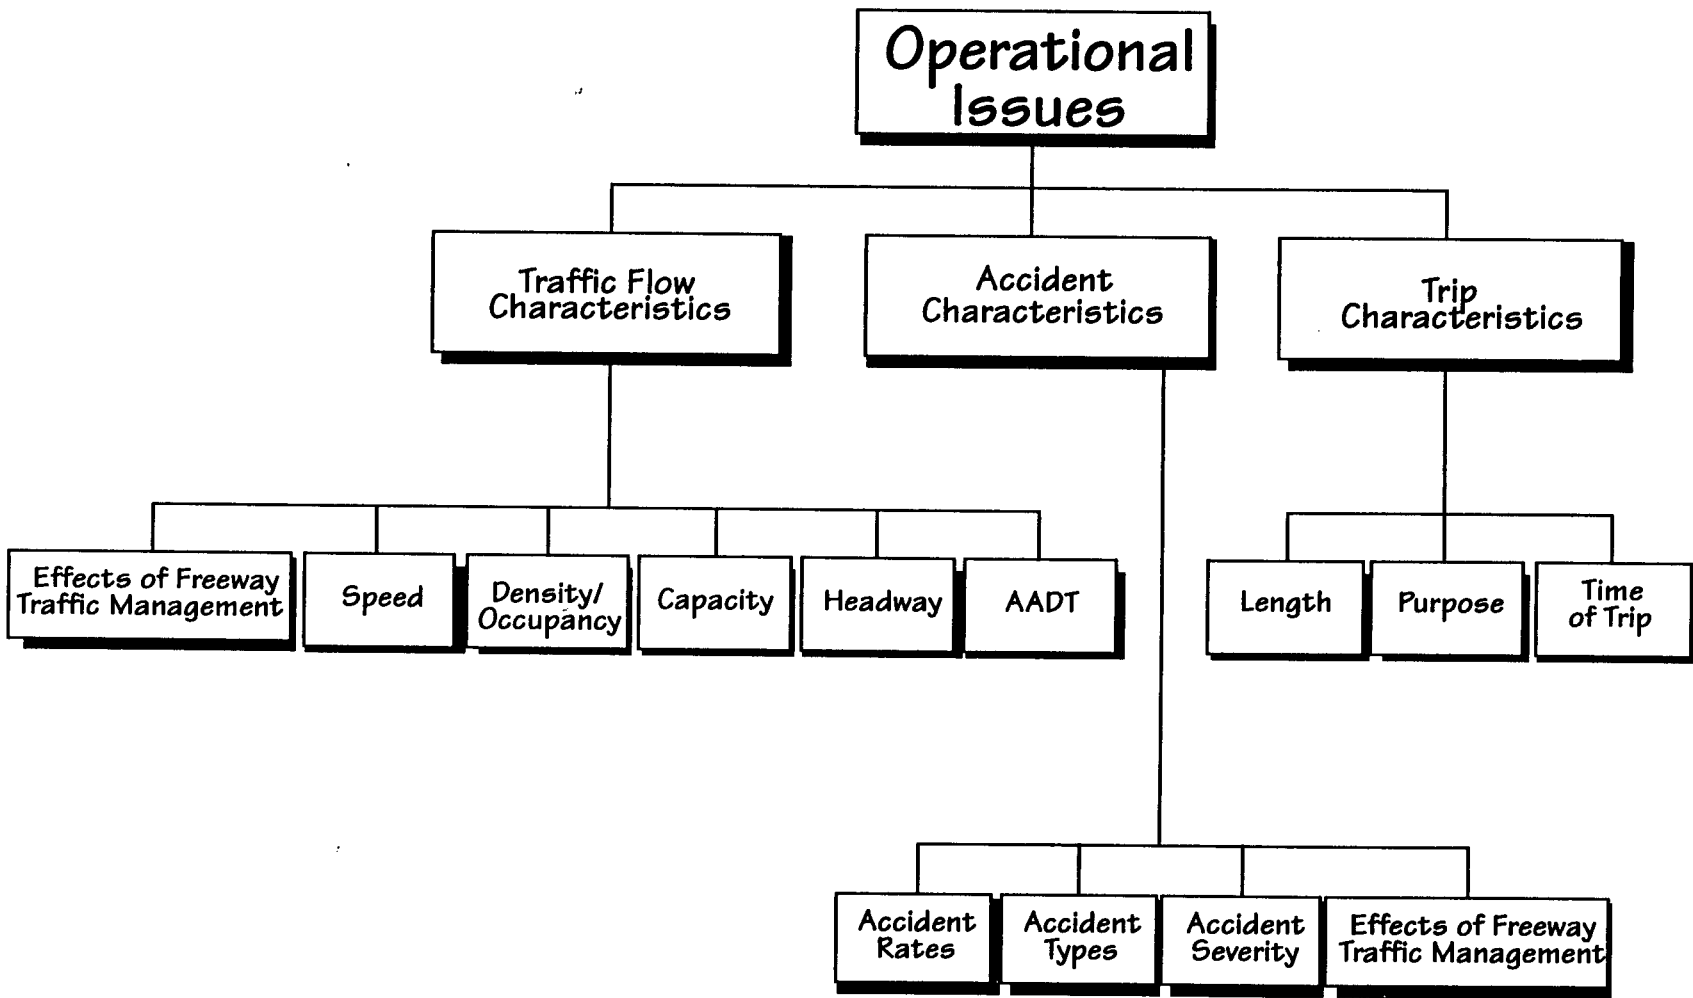 Operational
Issues
Traffic Flow
Characteristics
Accident
Characteristics
Trip
Characteristics
Effects of Freeway
Traffic Management
Speed
Density/
Occupancy
Capacity
Headway
AADT
Length
Purpose
Time
of Trip
Accident
Rates
Accident
Types
Accident
Severity
Effects of Freeway
Traffic Management